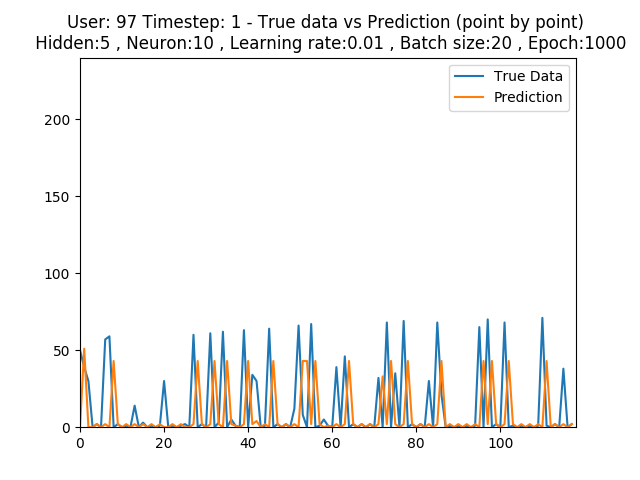 User: 97 Timestep: 1 - True data vs Prediction (point by point)
Hidden:5 , Neuron:10 , Learning rate:0.01 , Batch size:20 , Epoch:1000
True Data
Prediction
200
150
100
50
0
0 20 40 60 80 100